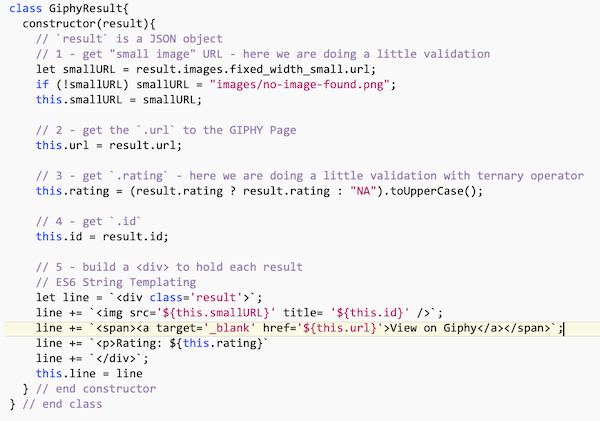 class GiphyResult{
  constructor(result){
    // `result` is a JSON object
    // 1 - get "small image" URL - here we are doing a little validation
    let smallURL = result.images.fixed_width_small.url;
    if (!smallURL) smallURL = "images/no-image-found.png";
    this.smallURL = smallURL;

    // 2 - get the `.url` to the GIPHY Page
    this.url = result.url;

    // 3 - get `.rating` - here we are doing a little validation with ternary operator
    this.rating = (result.rating ? result.rating : "NA").toUpperCase();

    // 4 - get `.id`
    this.id = result.id;

    // 5 - build a <div> to hold each result
    // ES6 String Templating
    let line = `<div class='result'>`;
    line += `<img src='${this.smallURL}' title= '${this.id}' />`;
    line += `<span><a target='_blank' href='${this.url}'>View on Giphy</a></span>`;
    line += `<p>Rating: ${this.rating}`
    line += `</div>`;
    this.line = line
  } // end constructor
} // end class